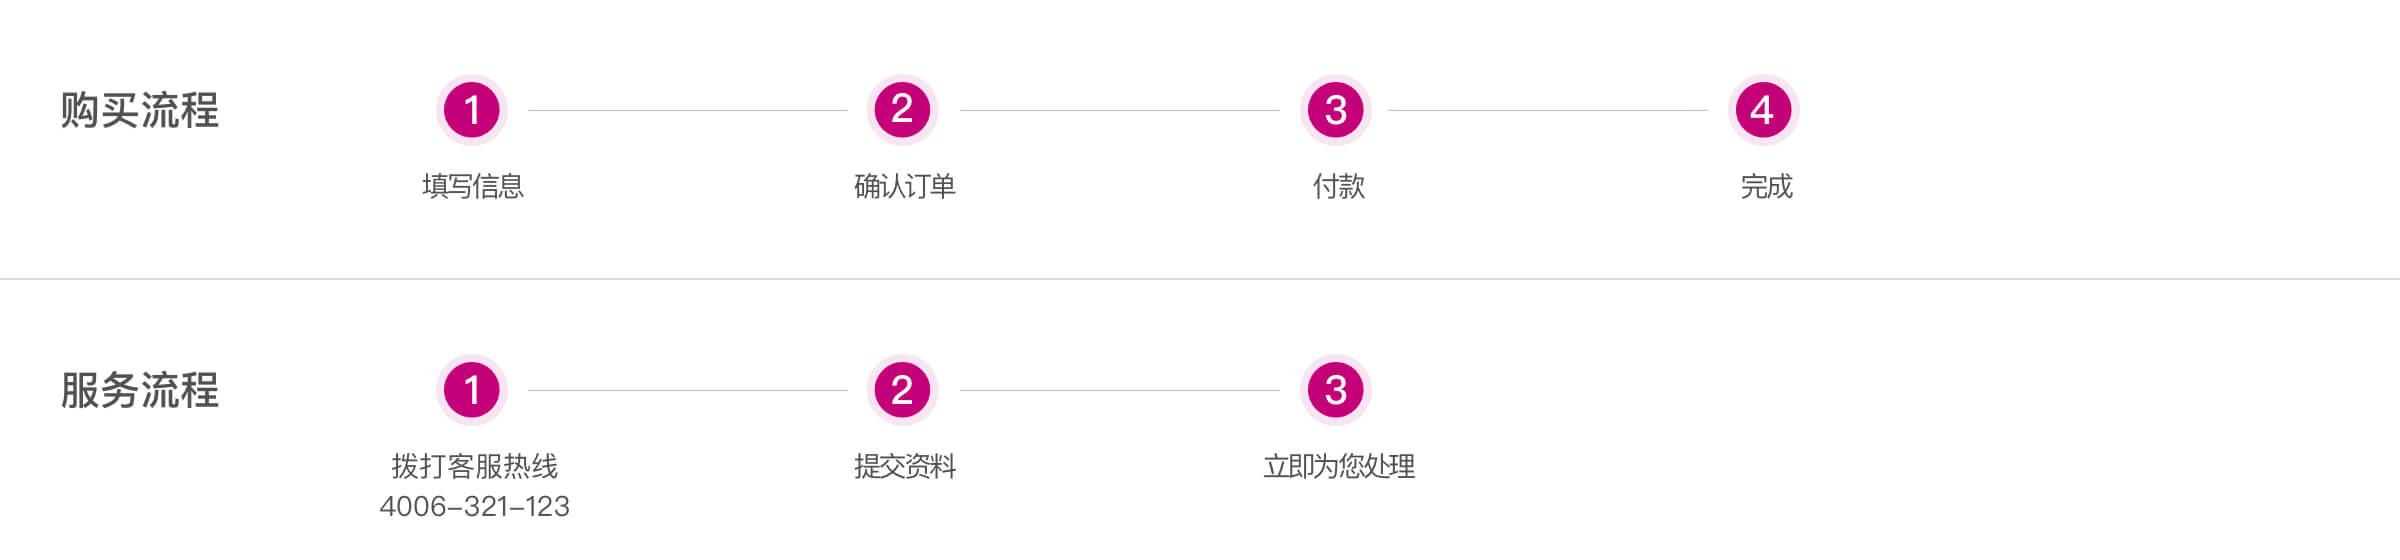 购买流程
1
2
3
4
填写信息
确认订单
付款
完成
服务流程
1
2
3
拨打客服热线
4006-321-123
提交资料
立即为您处理